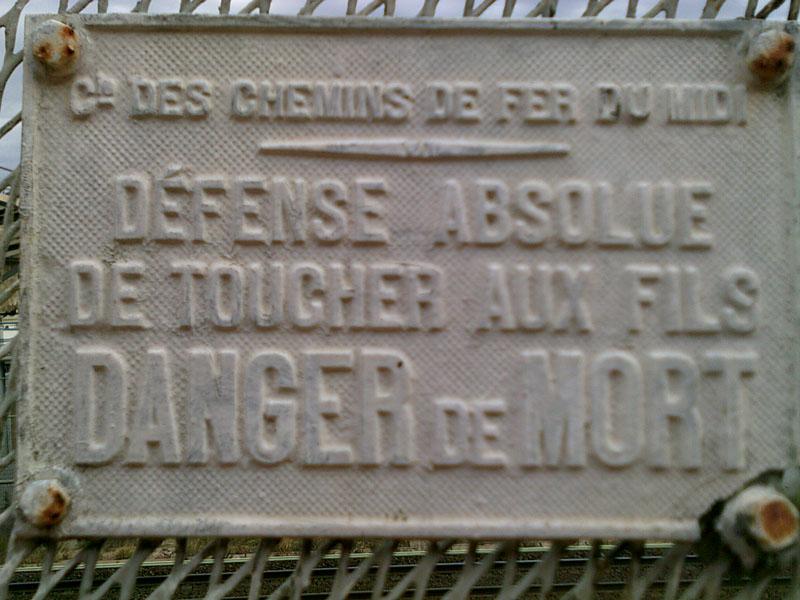 Cie DES CHEMINS DE FER DU MIDI
DÉFENSE ABSOLUE
DE TOUCHER AUX FILS
DANGER DE MORT